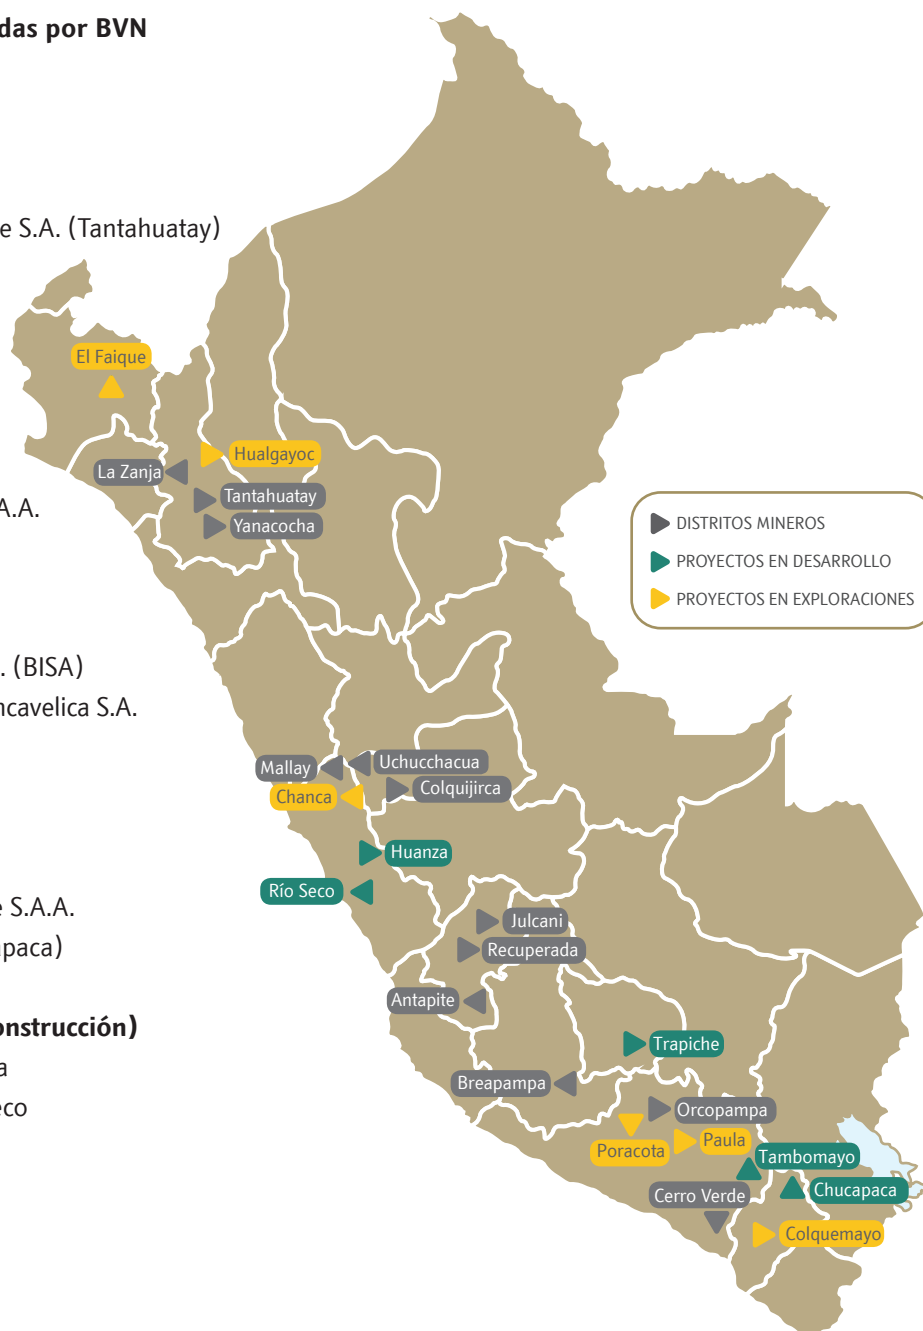 das por BVN
e S.A. (Tantahuatay)
El Faique
Hualgayoc
La Zanja
Tantahuatay
A.A.
Yanacocha
DISTRITOS MINEROS
PROYECTOS EN DESARROLLO
PROYECTOS EN EXPLORACIONES
. (BISA)
ncavelica S.A.
Mallay
Uchucchacua
Colquijirca
Chanca
Huanza
Río Seco
e S.A.A.
Julcani
apaca)
Recuperada
Antapite
onstrucción)
Trapiche
a
Breapampa
eco
Orcopampa
Poracota
Paula
Tambomayo
Cerro Verde
Chucapaca
Colquemayo